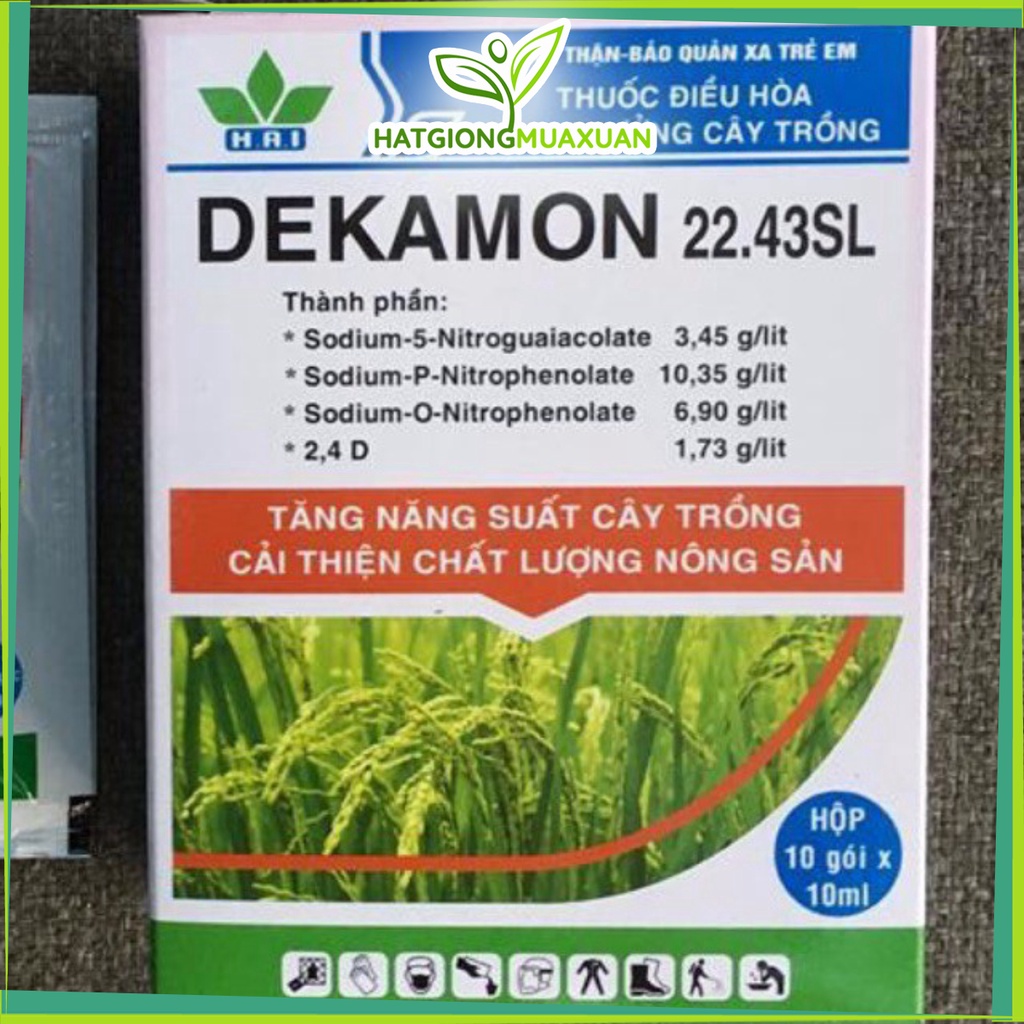 H.A.I
THẬN-BẢO QUẢN XA TRẺ EM
THUỐC ĐIỀU HÒA
CÂY TRỒNG
HATGIONGMUAXUAN
DEKAMON 22.43SL
Thành phần:
* Sodium-5-Nitroguaiacolate 3,45 g/lit
* Sodium-P-Nitrophenolate 10,35 g/lit
* Sodium-O-Nitrophenolate 6,90 g/lit
* 2,4 D 1,73 g/lit
TĂNG NĂNG SUẤT CÂY TRỒNG
CẢI THIỆN CHẤT LƯỢNG NÔNG SẢN
HỘP
10 gói x
10ml